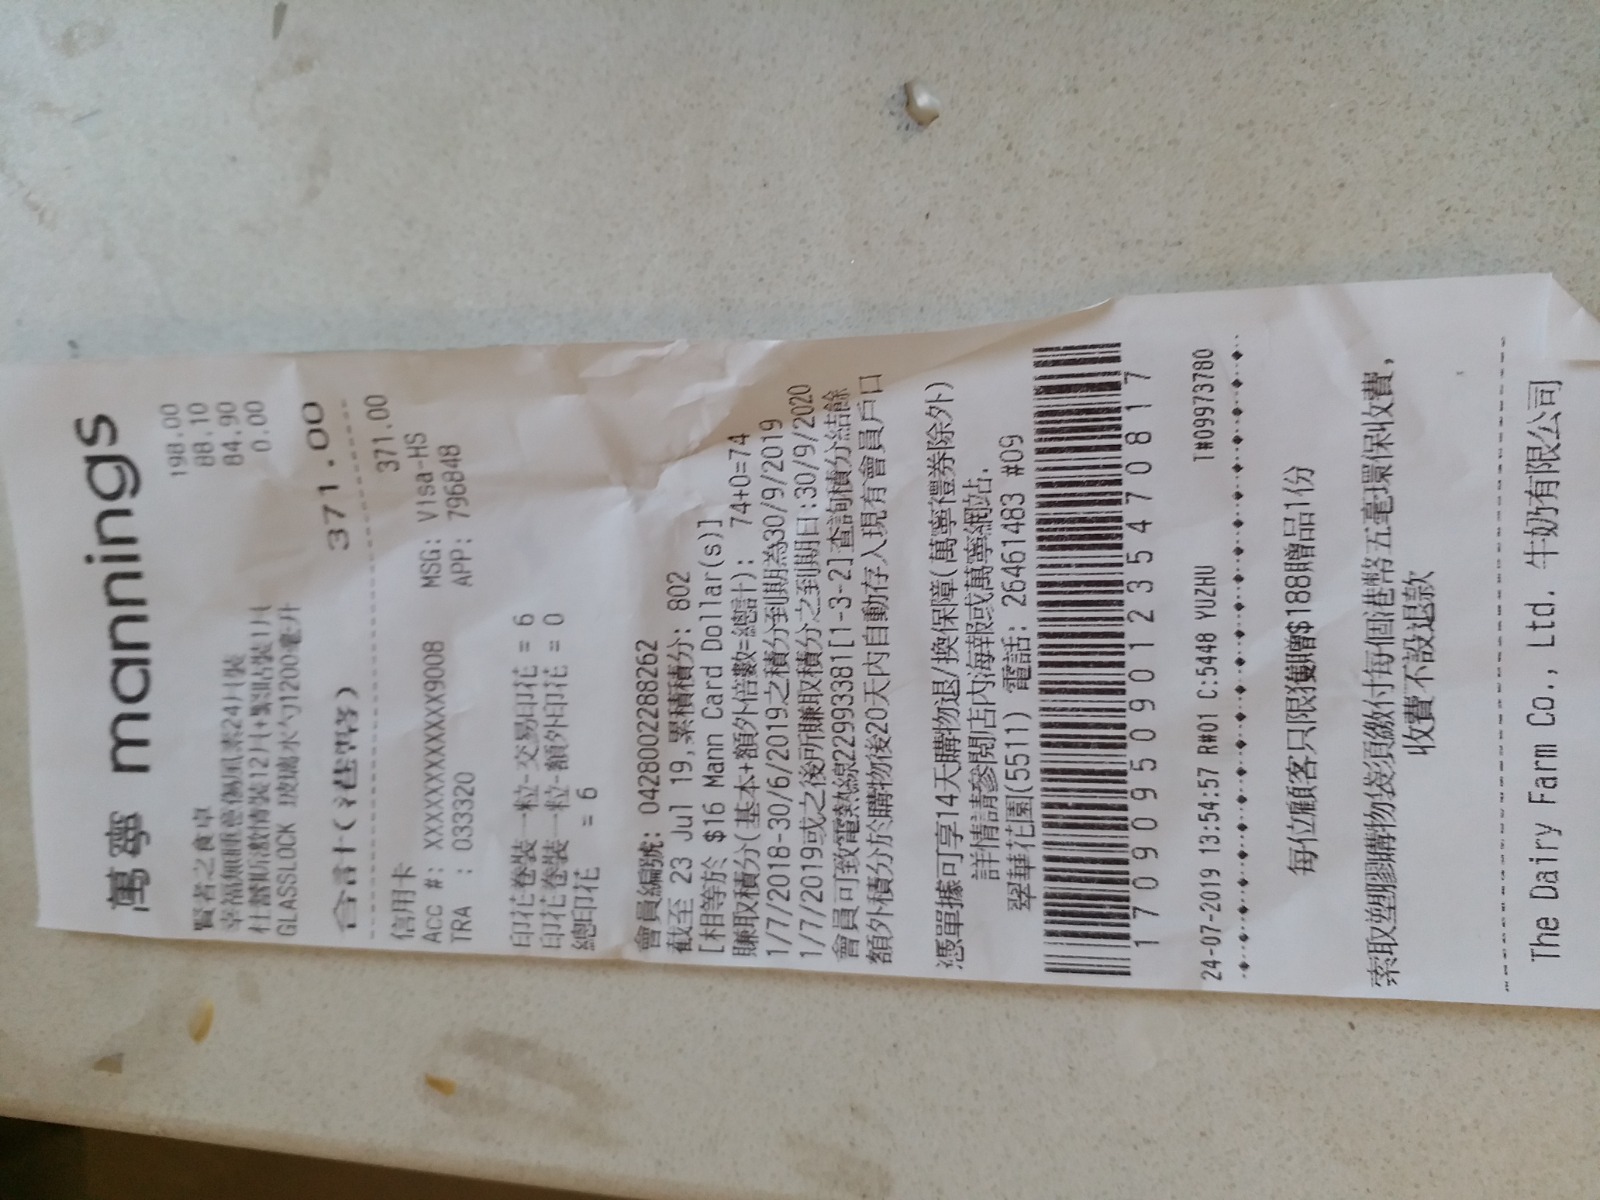 萬寧 mannings
賢者之食卓 198.00
幸福無睡意傷風素24片裝 88.10
杜蕾斯激情裝12片+緊貼裝1片 84.90
GLASSLOCK 玻璃水勺1200毫升 0.00
合計(港幣) 371.00
信用卡 371.00
Acc #: XXXXXXXXXXXX9008 MSG: Visa-HS
TRA : 033320 APP: 796848
印花卷裝一粒-交易印花 = 6
印花卷裝一粒-額外印花 = 0
總印花 = 6
會員編號: 0428002288262
截至 23 Jul 19,累積積分: 802
[相等於 $16 Mann Card Dollar(s)]
賺取積分(基本+額外倍數=總計): 74+0=74
1/7/2018-30/6/2019之積分到期為30/9/2019
1/7/2019或之後所賺取積分之到期日:30/9/2020
會員可致電熱線22993381[1-3-2]查詢積分結餘
額外積分於購物後20天內自動存入現有會員戶口
憑單據可享14天購物退/換保障(萬寧禮券除外)
詳情請參閱店內海報或萬寧網站.
翠華花園(5511) 電話: 26461483 #09
17090950901235470817
24-07-2019 13:54:57 R#01 C:5448 YUZHU T#09973780
每位顧客只限獲贈$188贈品1份
索取塑膠購物袋須繳付每個港幣五毫環保收費,
收費不設退款
The Dairy Farm Co., Ltd. 牛奶有限公司